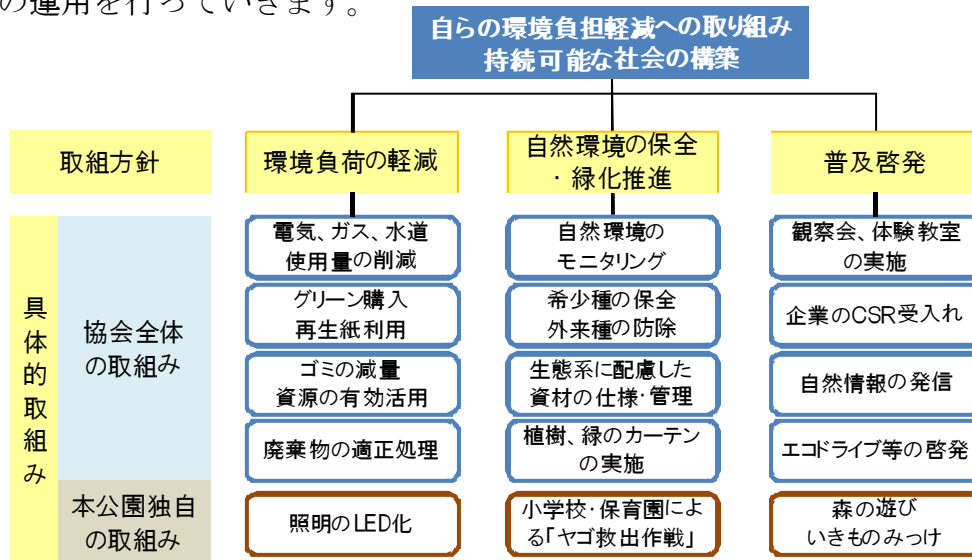 の運用を行っていきます。
自らの環境負担軽減への取り組み
持続可能な社会の構築
取組方針
環境負荷の軽減
自然環境の保全
・緑化推進
普及啓発
具体的取組み
協会全体
の取組み
電気、ガス、水道
使用量の削減
グリーン購入
再生紙利用
ゴミの減量
資源の有効活用
廃棄物の適正処理
自然環境の
モニタリング
希少種の保全
外来種の防除
生態系に配慮した
資材の仕様・管理
植樹、緑のカーテン
の実施
観察会、体験教室
の実施
企業のCSR受入れ
自然情報の発信
エコドライブ等の啓発
本公園独自
の取組み
照明のLED化
小学校・保育園によ
る「ヤゴ救出作戦」
森の遊び
いきものみっけ